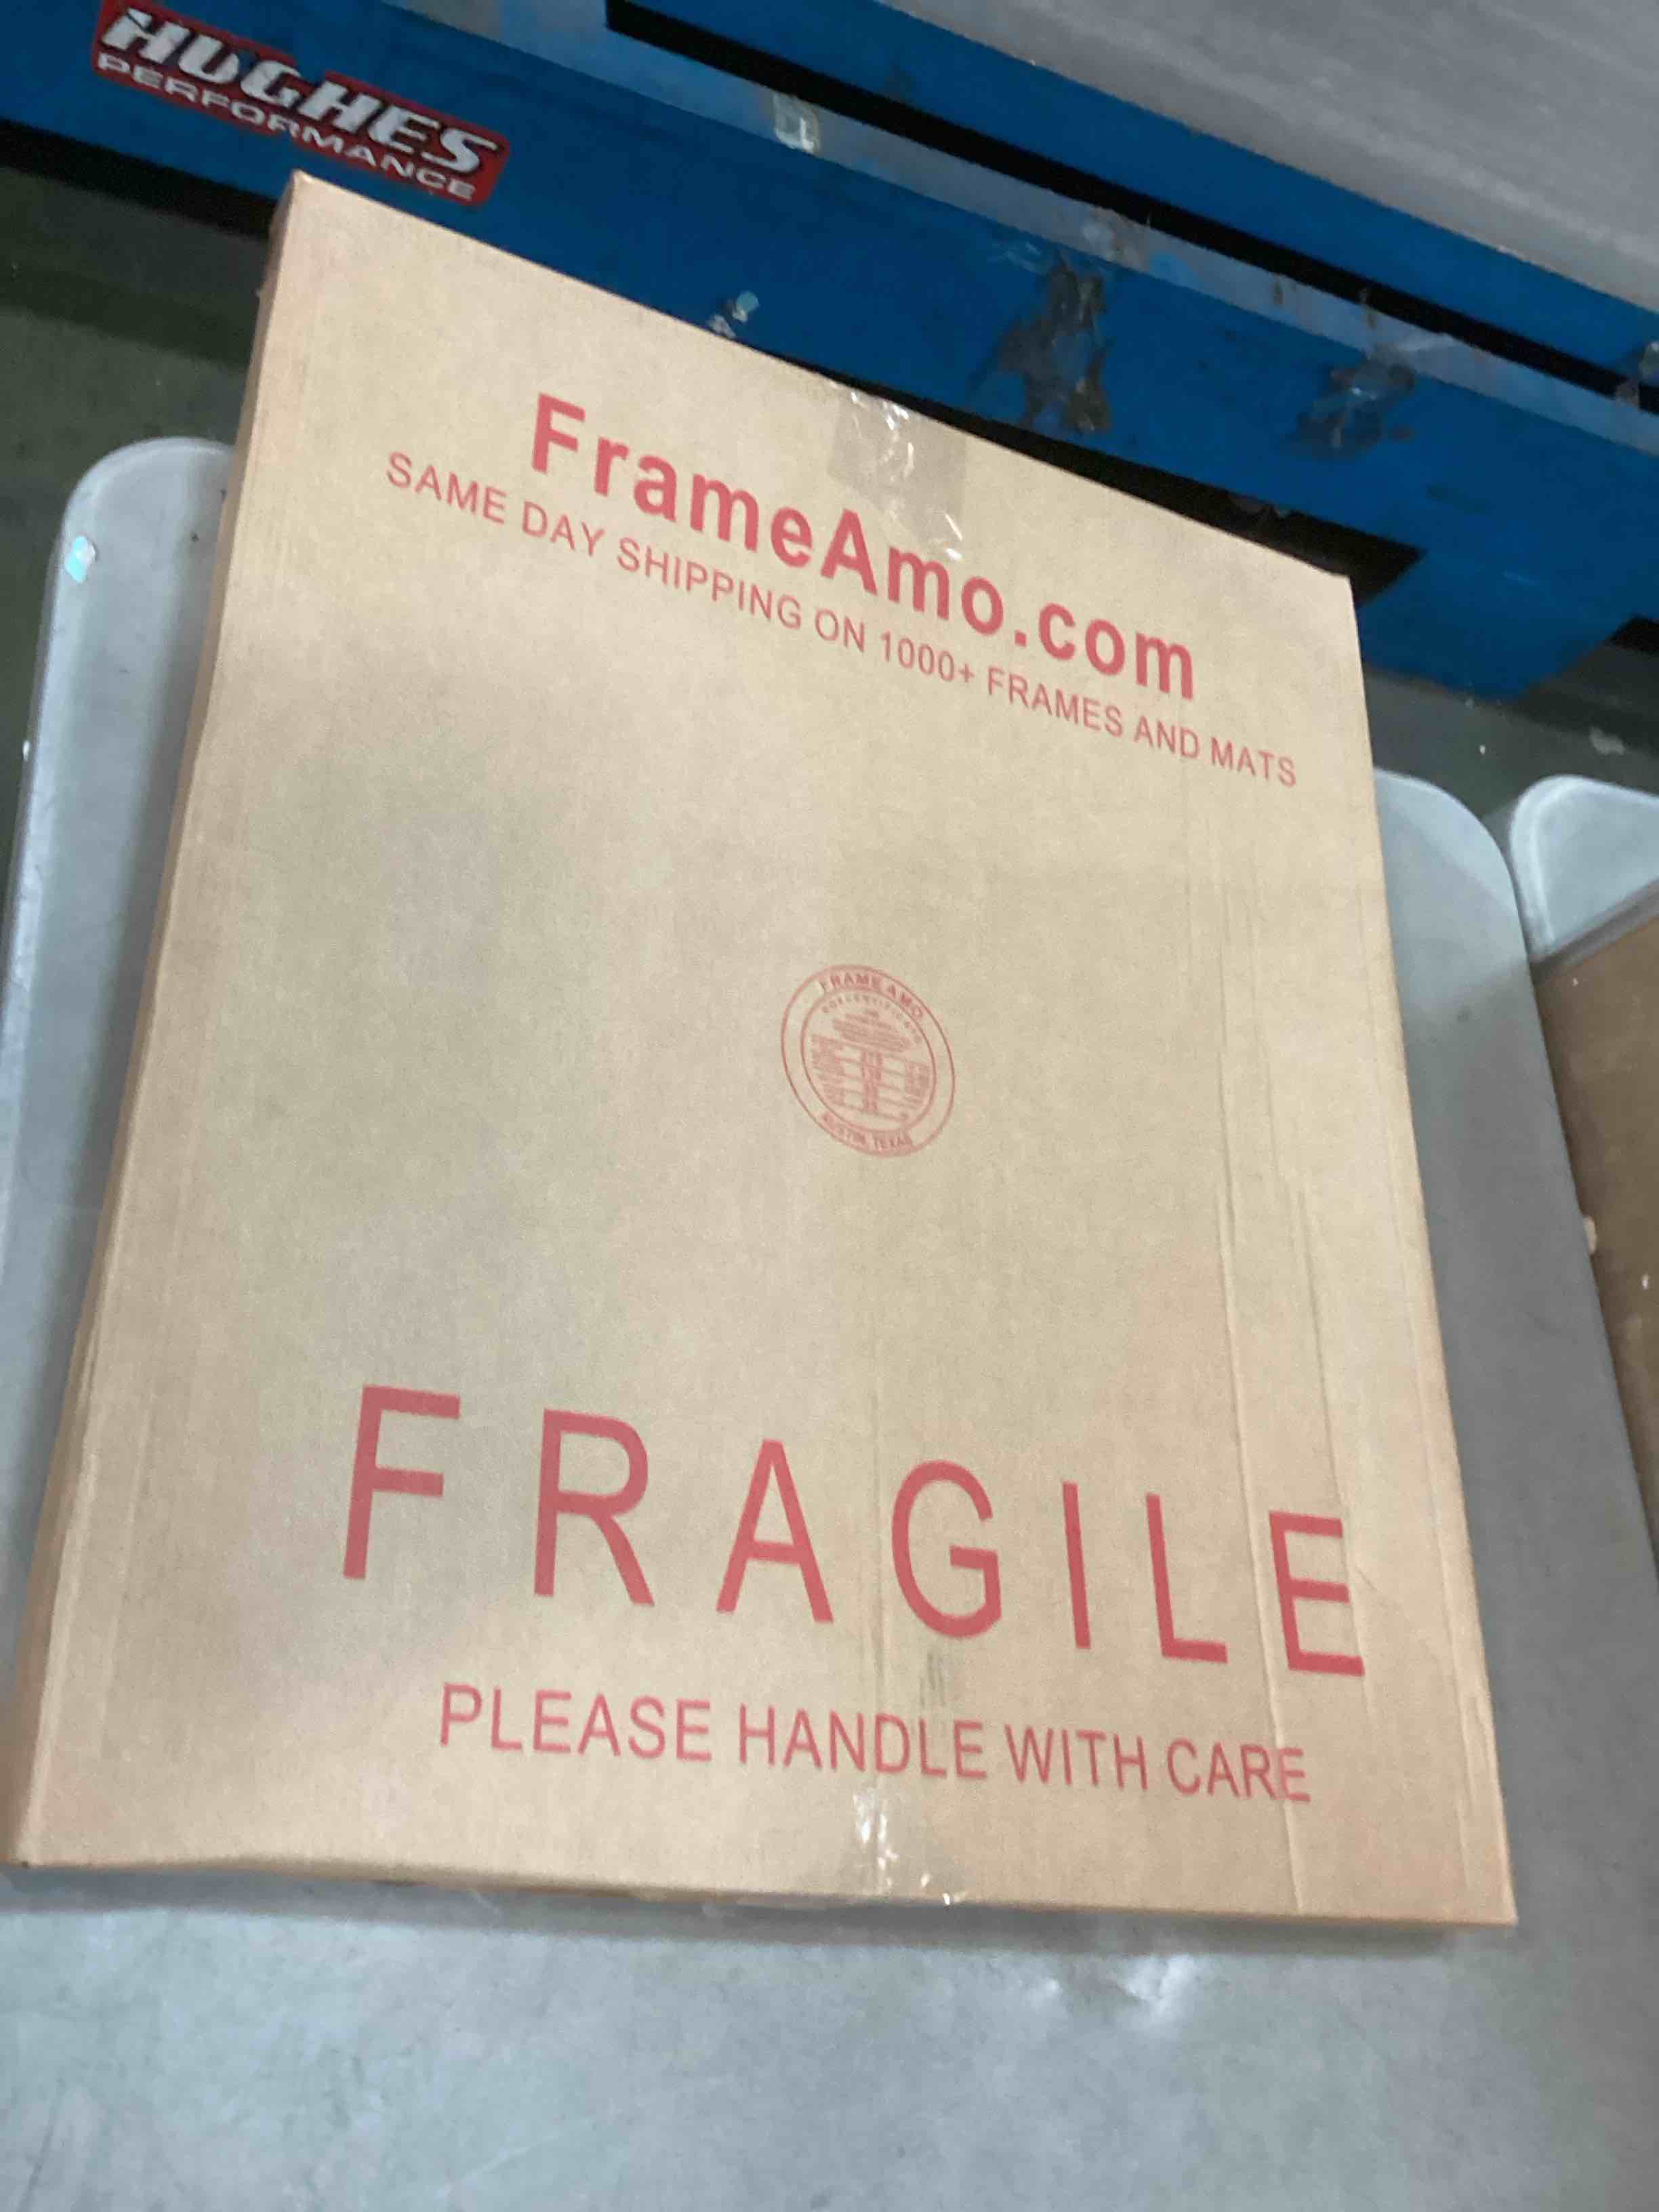 HUGHES
PERFORMANCE
FrameAmo.com
SAME DAY SHIPPING ON 1000+ FRAMES AND MATS
FRAME AMO
AUSTIN, TEXAS
FRAGILE
PLEASE HANDLE WITH CARE